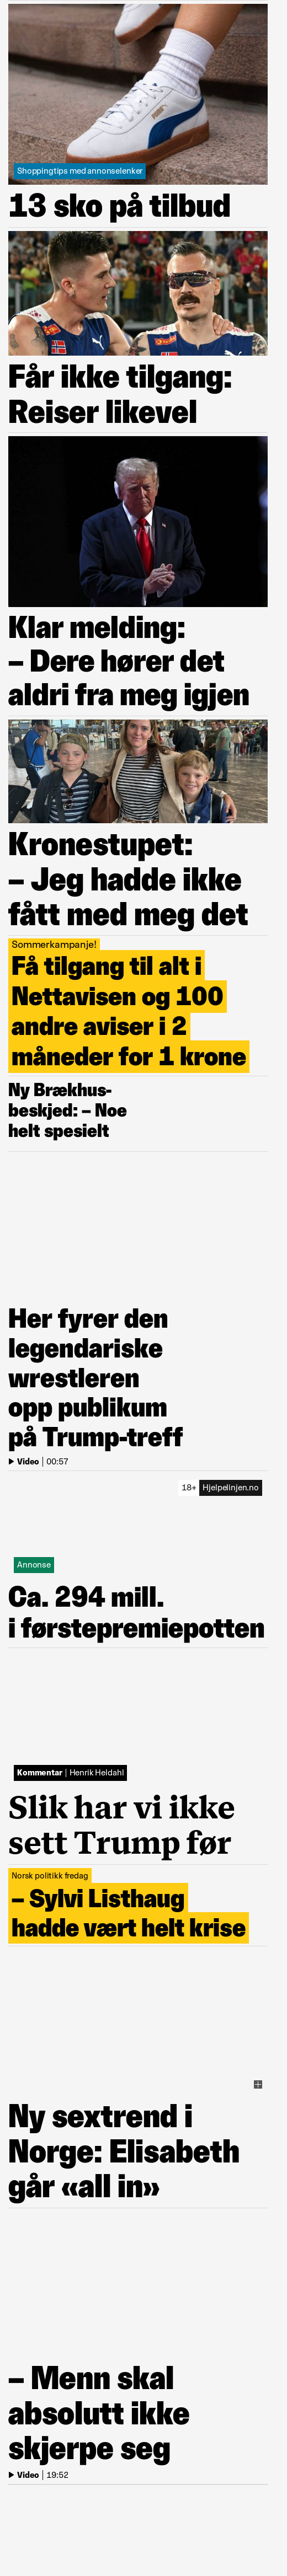 Shoppingtips med annonselenker
13 sko på tilbud
Får ikke tilgang:
Reiser likevel
Klar melding:
– Dere hører det
aldri fra meg igjen
Kronestupet:
– Jeg hadde ikke
fått med meg det
Sommerkampanje!
Få tilgang til alt i
Nettavisen og 100
andre aviser i 2
måneder for 1 krone
Ny Brækhus-
beskjed: – Noe
helt spesielt
Her fyrer den
legendariske
wrestleren
opp publikum
på Trump-treff
Video | 00:57
18+ Hjelpelinjen.no
Annonse
Ca. 294 mill.
i førstepremiepotten
Kommentar | Henrik Heldahl
Slik har vi ikke
sett Trump før
Norsk politikk fredag
– Sylvi Listhaug
hadde vært helt krise
Ny sextrend i
Norge: Elisabeth
går «all in»
– Menn skal
absolutt ikke
skjerpe seg
Video | 19:52